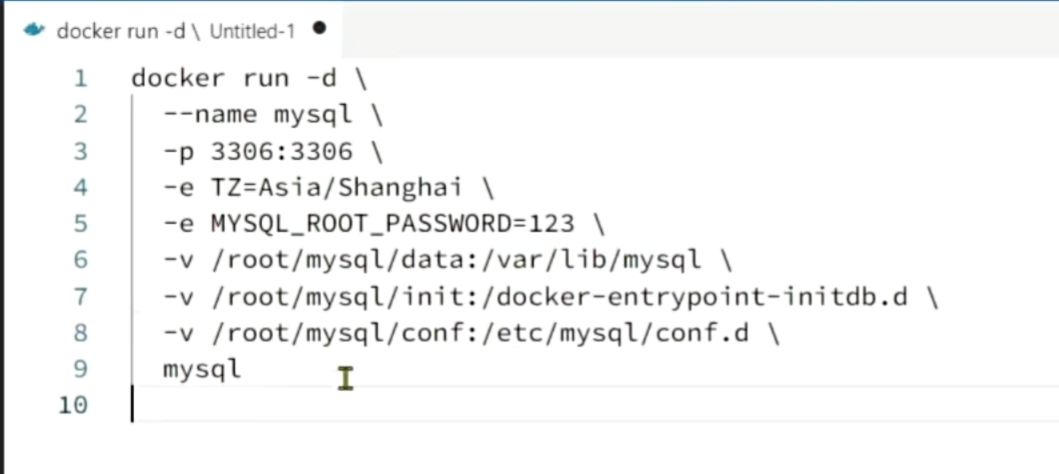 docker run -d \ Untitled-1
1 docker run -d \
2 --name mysql \
3 -p 3306:3306 \
4 -e TZ=Asia/Shanghai \
5 -e MYSQL_ROOT_PASSWORD=123 \
6 -v /root/mysql/data:/var/lib/mysql \
7 -v /root/mysql/init:/docker-entrypoint-initdb.d \
8 -v /root/mysql/conf:/etc/mysql/conf.d \
9 mysql
10